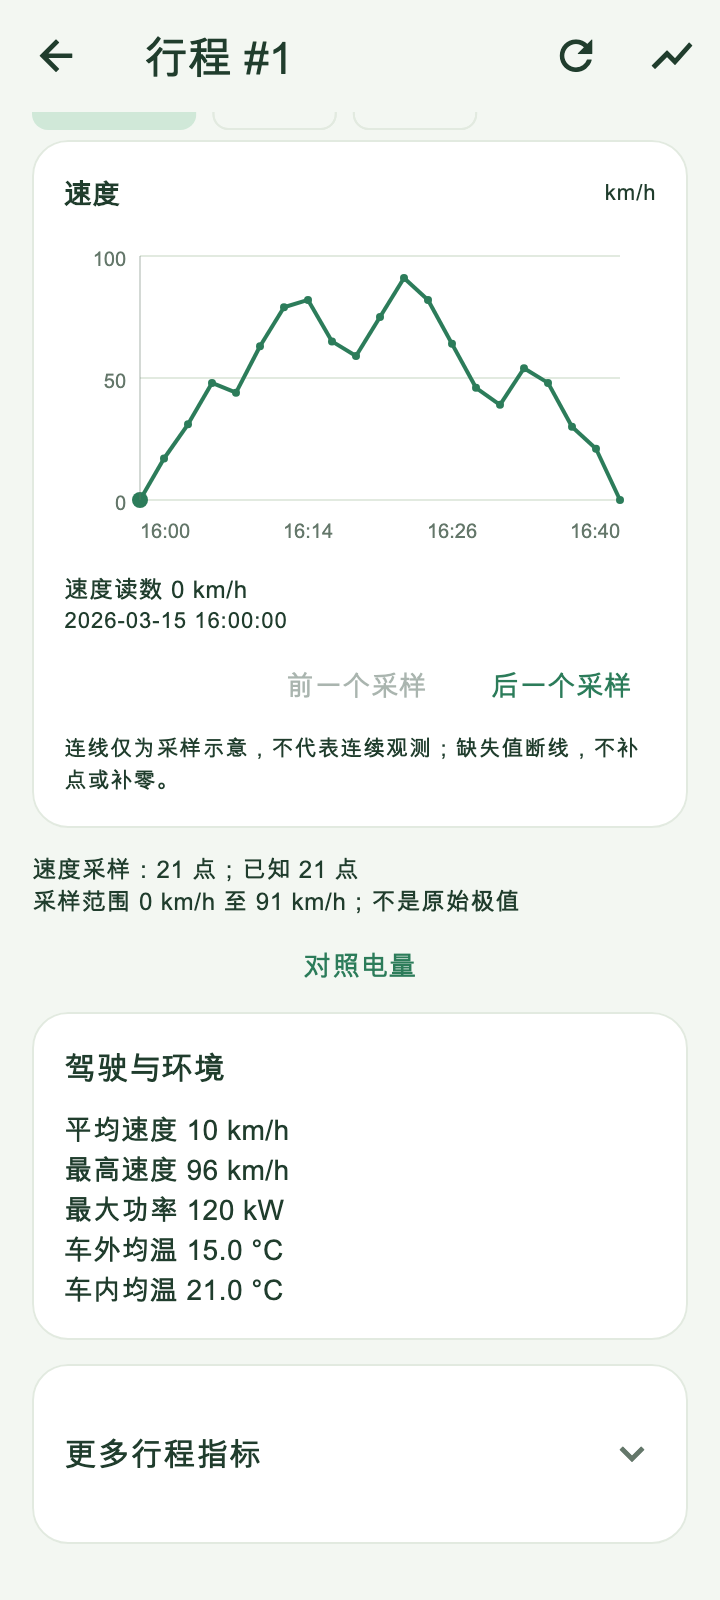 行程 #1
速度
km/h
100
50
0
16:00
16:14
16:26
16:40
速度读数 0 km/h
2026-03-15 16:00:00
前一个采样
后一个采样
连线仅为采样示意，不代表连续观测；缺失值断线，不补
点或补零。
速度采样：21 点；已知 21 点
采样范围 0 km/h 至 91 km/h；不是原始极值
对照电量
驾驶与环境
平均速度 10 km/h
最高速度 96 km/h
最大功率 120 kW
车外均温 15.0 °C
车内均温 21.0 °C
更多行程指标